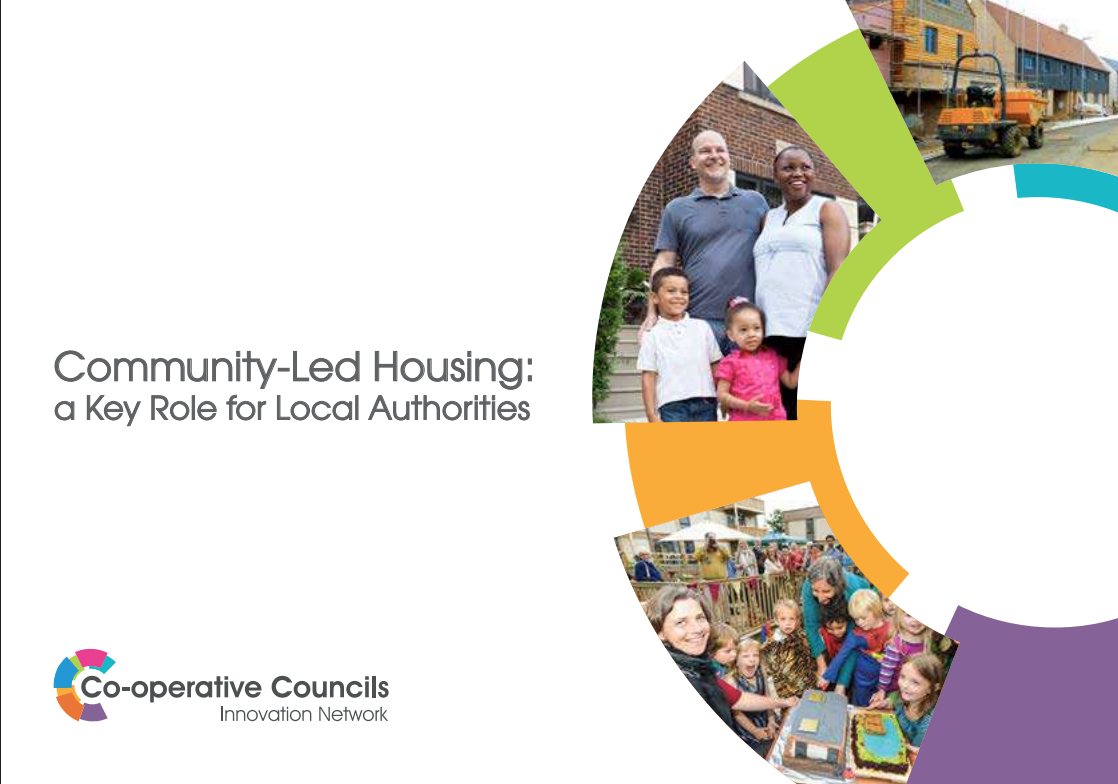 Community-Led Housing:
a Key Role for Local Authorities
Co-operative Councils
Innovation Network